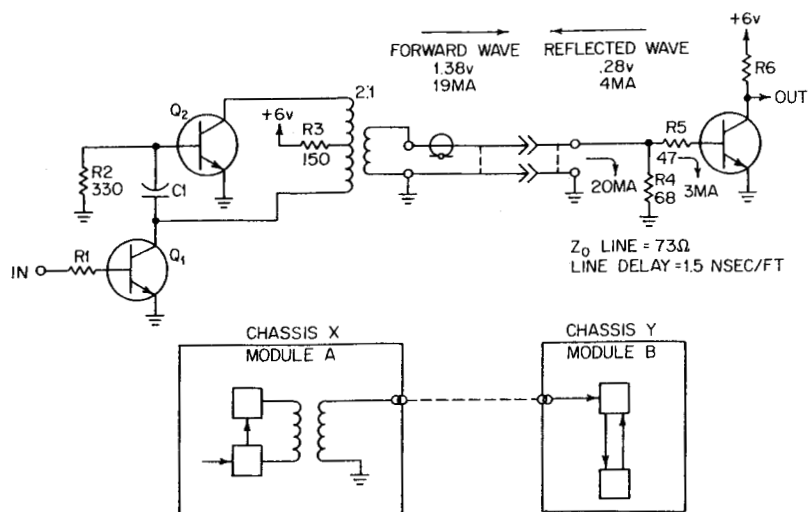 +6v
FORWARD WAVE
1.38v
19MA
REFLECTED WAVE
.28v
4MA
R6
OUT
2:1
Q2
+6v
R3
150
R5
47
3MA
R4
68
20MA
R2
330
C1
Q1
IN
R1
Z0 LINE = 73Ω
LINE DELAY = 1.5 NSEC/FT
CHASSIS X
MODULE A
CHASSIS Y
MODULE B